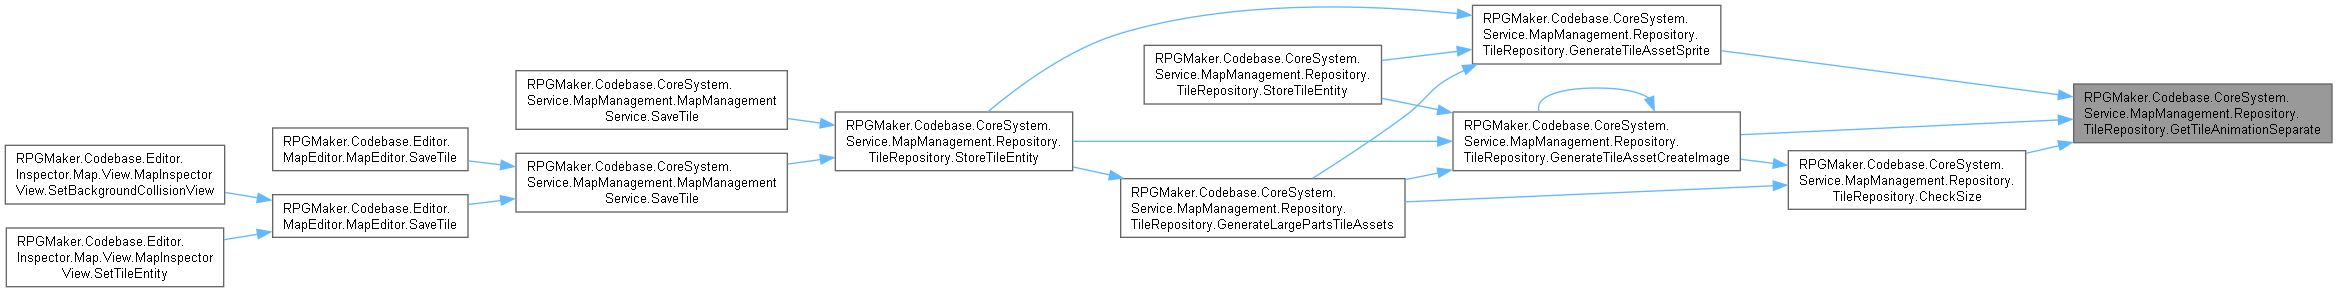 RPGMaker.Codebase.Editor.
Inspector.Map.View.MapInspector
View.SetBackgroundCollisionView
RPGMaker.Codebase.Editor.
Inspector.Map.View.MapInspector
View.SetTileEntity
RPGMaker.Codebase.Editor.
MapEditor.MapEditor.SaveTile
RPGMaker.Codebase.Editor.
MapEditor.MapEditor.SaveTile
RPGMaker.Codebase.CoreSystem.
Service.MapManagement.MapManagement
Service.SaveTile
RPGMaker.Codebase.CoreSystem.
Service.MapManagement.MapManagement
Service.SaveTile
RPGMaker.Codebase.CoreSystem.
Service.MapManagement.Repository.
TileRepository.StoreTileEntity
RPGMaker.Codebase.CoreSystem.
Service.MapManagement.Repository.
TileRepository.StoreTileEntity
RPGMaker.Codebase.CoreSystem.
Service.MapManagement.Repository.
TileRepository.GenerateLargePartsTileAssets
RPGMaker.Codebase.CoreSystem.
Service.MapManagement.Repository.
TileRepository.GenerateTileAssetSprite
RPGMaker.Codebase.CoreSystem.
Service.MapManagement.Repository.
TileRepository.GenerateTileAssetCreateImage
RPGMaker.Codebase.CoreSystem.
Service.MapManagement.Repository.
TileRepository.CheckSize
RPGMaker.Codebase.CoreSystem.
Service.MapManagement.Repository.
TileRepository.GetTileAnimationSeparate